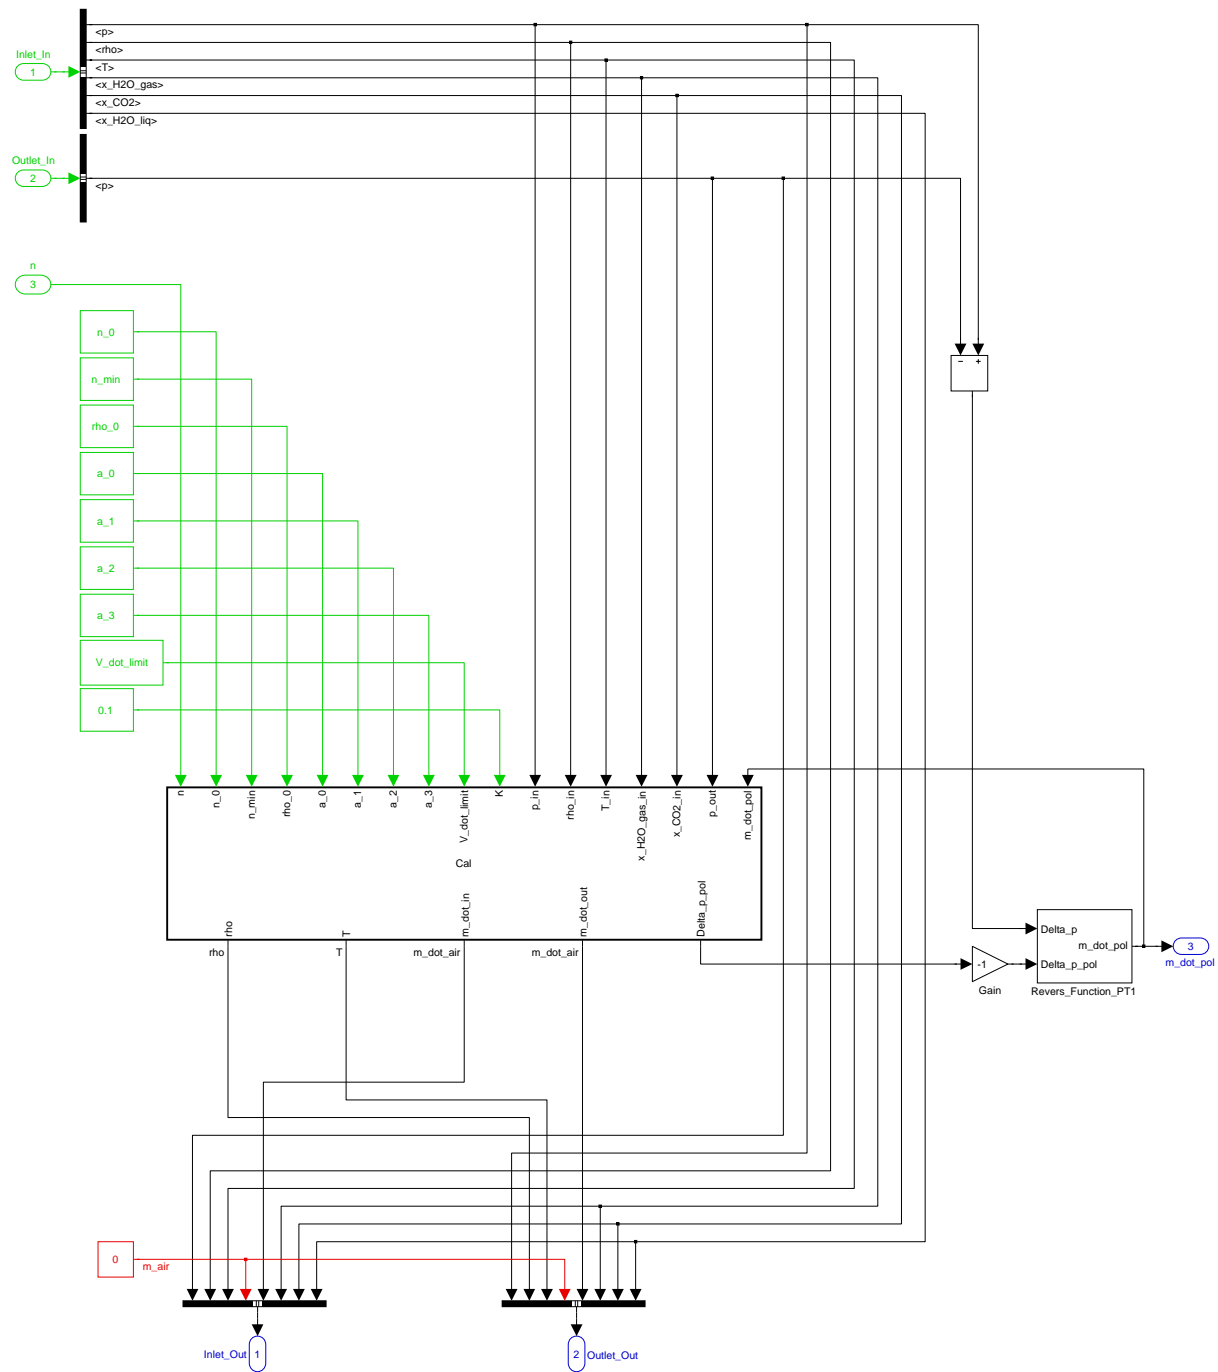 <p>
Inlet_In
<rho>
1
<T>
<x_H2O_gas>
<x_CO2>
<x_H2O_liq>
Outlet_In
2
<p>
n
3
n_0
n_min
− +
rho_0
a_0
a_1
a_2
a_3
V_dot_limit
0.1
n
n_0
n_min
rho_0
a_0
a_1
a_2
a_3
V_dot_limit
K
p_in
rho_in
T_in
x_H2O_gas_in
x_CO2_in
p_out
m_dot_pol
Cal
rho
T
m_dot_in
m_dot_out
Delta_p_pol
rho
T
m_dot_air
m_dot_air
Delta_p
m_dot_pol
Delta_p_pol
Revers_Function_PT1
3
m_dot_pol
-1
Gain
0
m_air
Inlet_Out
1
2
Outlet_Out